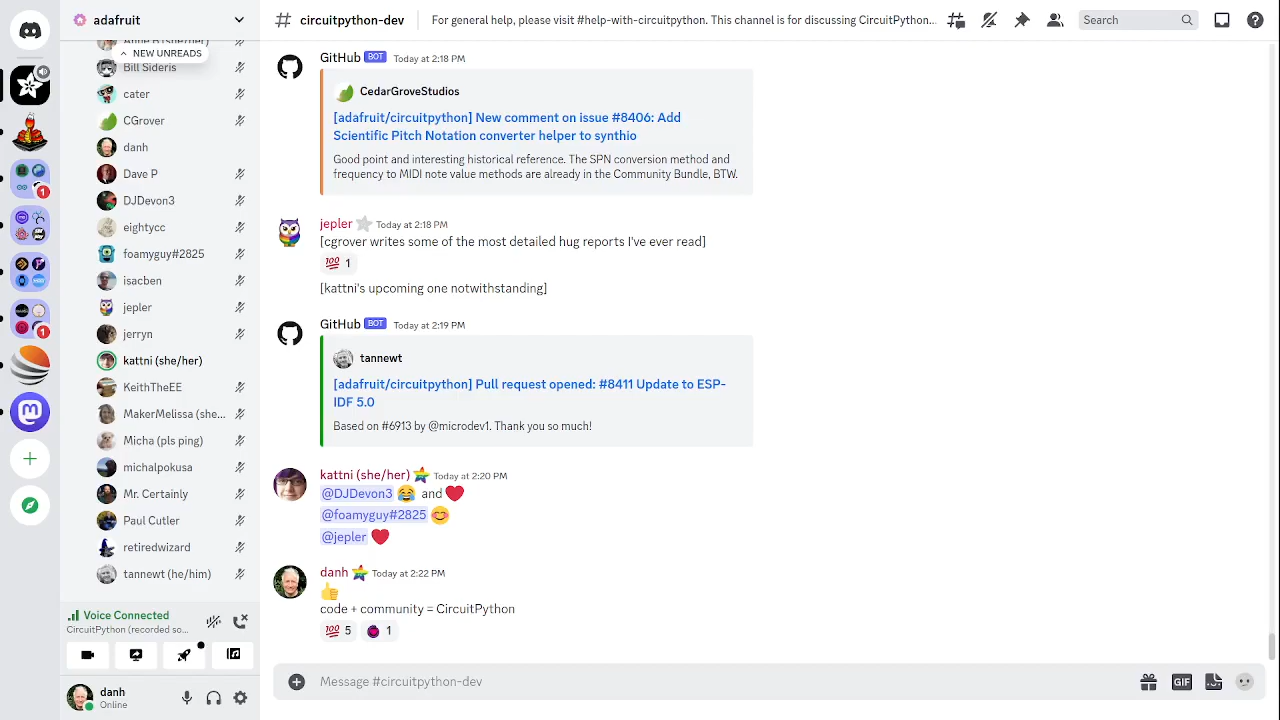 adafruit
NEW UNREADS
Bill Sideris
cater
CGrover
danh
Dave P
DJDevon3
eightycc
foamyguy#2825
isacben
jepler
jerryn
kattni (she/her)
KeithTheEE
MakerMelissa (she...
Micha (pls ping)
michalpokusa
Mr. Certainly
Paul Cutler
retiredwizard
tannewt (he/him)
Voice Connected
CircuitPython (recorded so...
danh
Online
1
1
circuitpython-dev
For general help, please visit #help-with-circuitpython. This channel is for discussing CircuitPython...
Search
GitHub BOT Today at 2:18 PM
CedarGroveStudios
[adafruit/circuitpython] New comment on issue #8406: Add
Scientific Pitch Notation converter helper to synthio
Good point and interesting historical reference. The SPN conversion method and
frequency to MIDI note value methods are already in the Community Bundle, BTW.
jepler Today at 2:18 PM
[cgrover writes some of the most detailed hug reports I've ever read]
100 1
[kattni's upcoming one notwithstanding]
GitHub BOT Today at 2:19 PM
tannewt
[adafruit/circuitpython] Pull request opened: #8411 Update to ESP-
IDF 5.0
Based on #6913 by @microdev1. Thank you so much!
kattni (she/her) Today at 2:20 PM
@DJDevon3 😂 and ❤️
@foamyguy#2825 😊
@jepler ❤️
danh Today at 2:22 PM
👍
code + community = CircuitPython
100 5 1
Message #circuitpython-dev
GIF